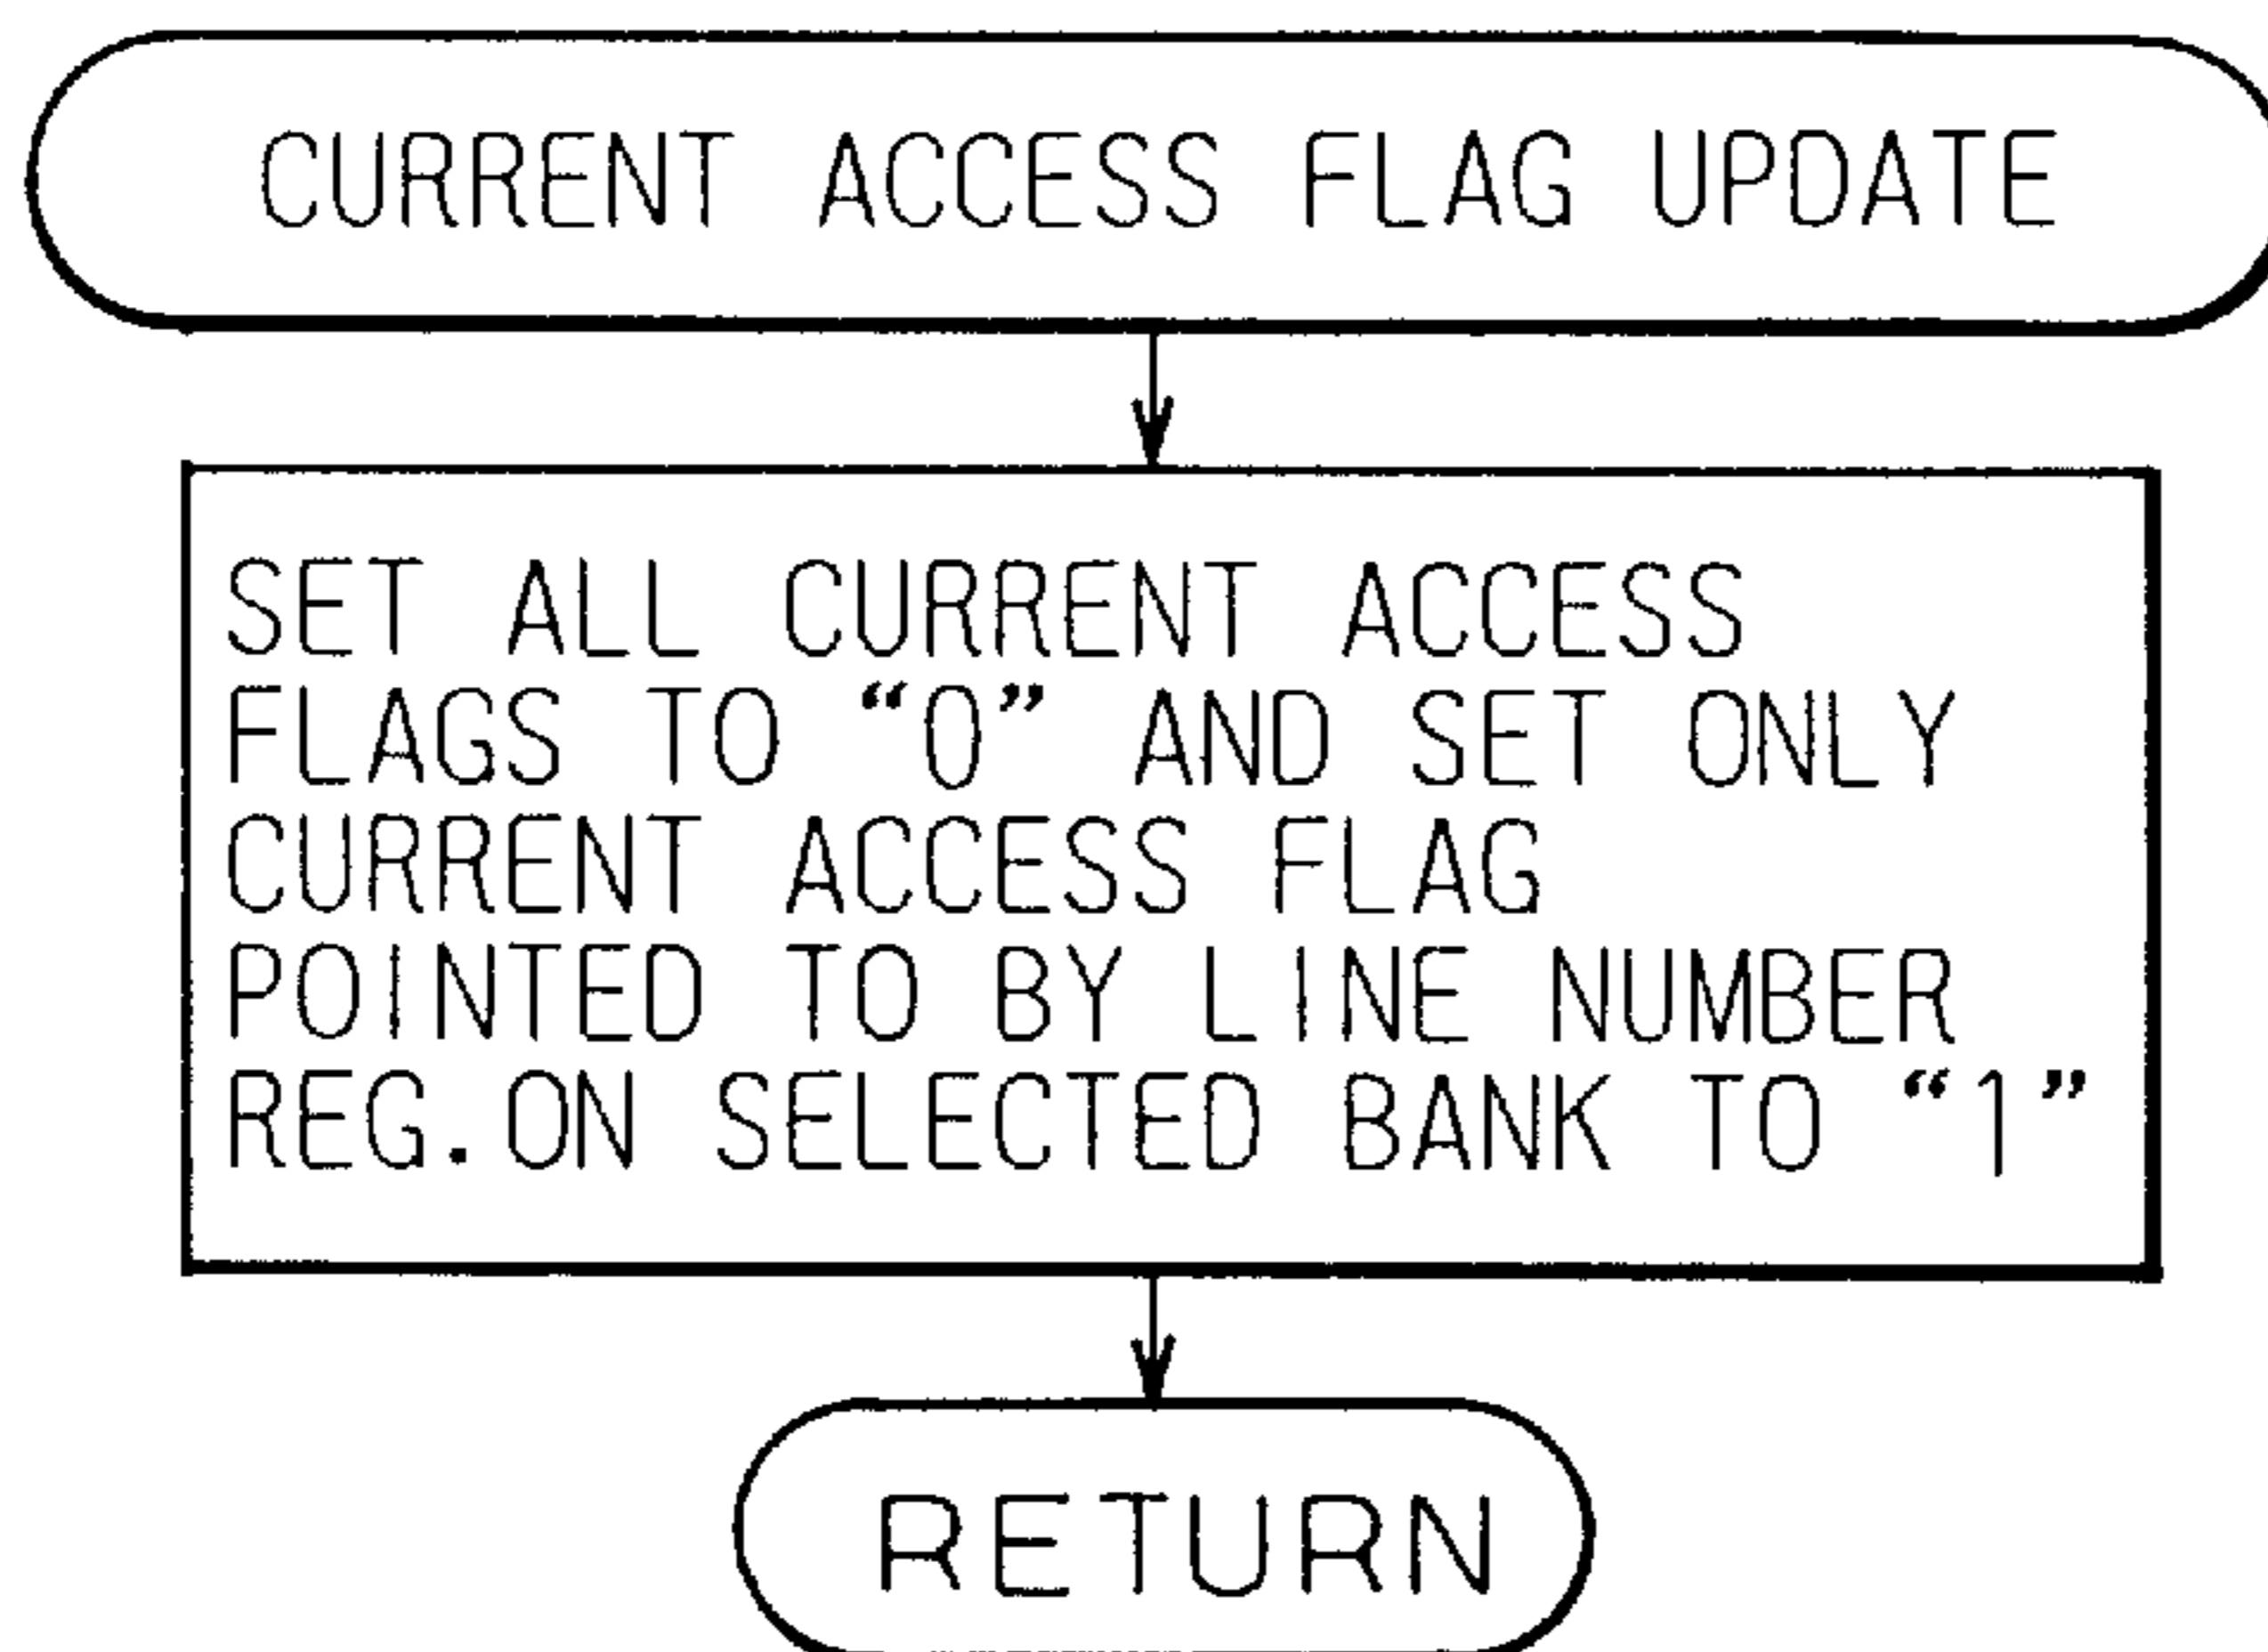 CURRENT ACCESS FLAG UPDATE
SET ALL CURRENT ACCESS
FLAGS TO “0” AND SET ONLY
CURRENT ACCESS FLAG
POINTED TO BY LINE NUMBER
REG.ON SELECTED BANK TO “1”
RETURN